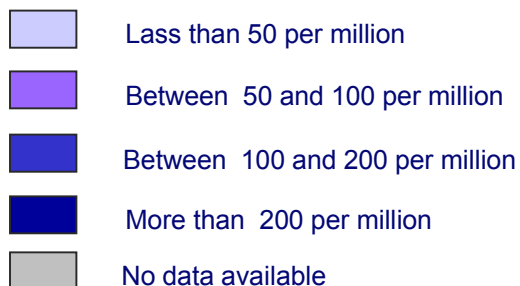 Lass than 50 per million
Between 50 and 100 per million
Between 100 and 200 per million
More than 200 per million
No data available